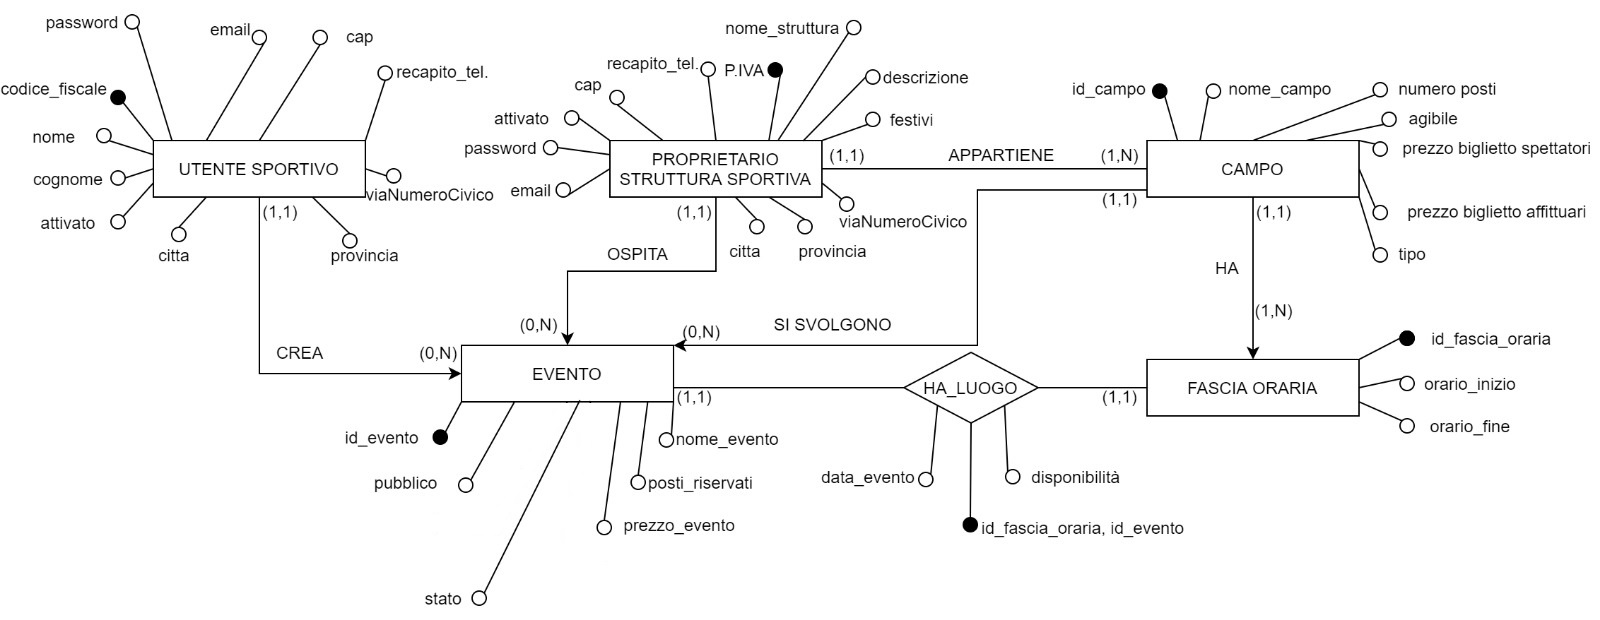 password
email
cap
codice_fiscale
recapito_tel.
nome
cognome
attivato
UTENTE SPORTIVO
viaNumeroCivico
citta
provincia
(1,1)
nome_struttura
recapito_tel.
P.IVA
descrizione
cap
attivato
festivi
password
email
PROPRIETARIO
STRUTTURA SPORTIVA
viaNumeroCivico
citta
provincia
(1,1)
(1,1)
APPARTIENE
(1,N)
id_campo
nome_campo
numero posti
agibile
prezzo biglietto spettatori
CAMPO
prezzo biglietto affittuari
tipo
(1,1)
(1,1)
OSPITA
HA
(0,N)
(0,N)
SI SVOLGONO
(1,N)
CREA
(0,N)
EVENTO
(1,1)
HA_LUOGO
(1,1)
FASCIA ORARIA
id_fascia_oraria
orario_inizio
orario_fine
id_evento
nome_evento
pubblico
posti_riservati
prezzo_evento
stato
data_evento
disponibilità
id_fascia_oraria, id_evento